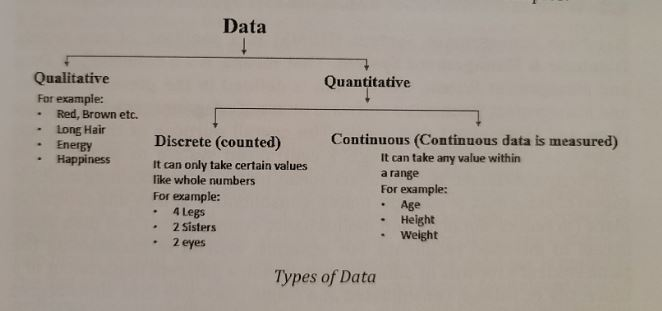 Data
Qualitative
For example:
• Red, Brown etc.
• Long Hair
• Energy
• Happiness
Quantitative
Discrete (counted)
It can only take certain values
like whole numbers
For example:
• 4 Legs
• 2 Sisters
• 2 eyes
Continuous (Continuous data is measured)
It can take any value within
a range
For example:
• Age
• Height
• Weight
Types of Data